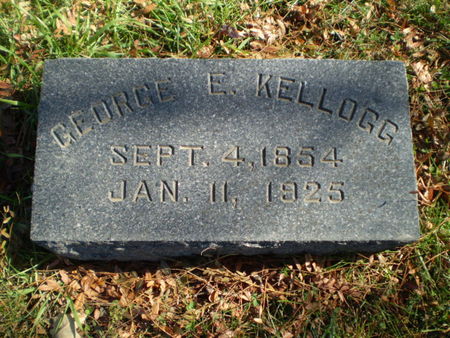 GEORGE E. KELLOGG
SEPT. 4, 1854
JAN. 11, 1925